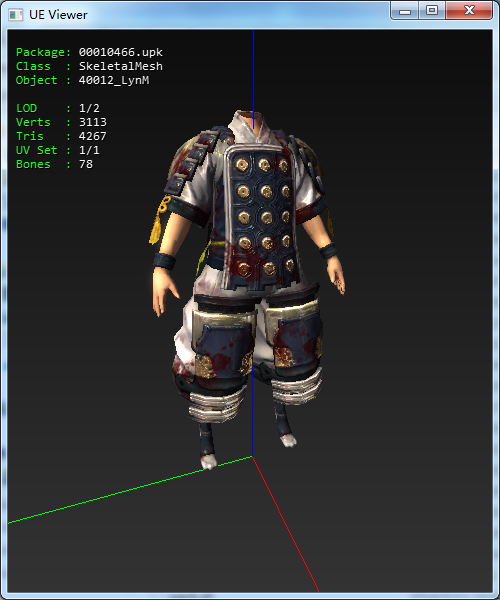 UE Viewer
Package: 00010466.upk
Class : SkeletalMesh
Object : 40012_LynM
LOD : 1/2
Verts : 3113
Tris : 4267
UV Set : 1/1
Bones : 78